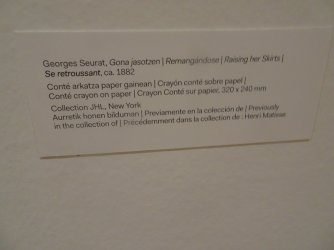 Georges Seurat, Gona jasotzen | Remangándose | Raising her Skirts |
Se retroussant, ca. 1882
Conté arkatza paper gainean | Crayón conté sobre papel |
Conté crayon on paper | Crayon Conté sur papier, 320 x 240 mm
Collection JHL, New York
Aurretik honen bilduman | Previamente en la colección de | Previously
in the collection of | Précédemment dans la collection de : Henri Matisse